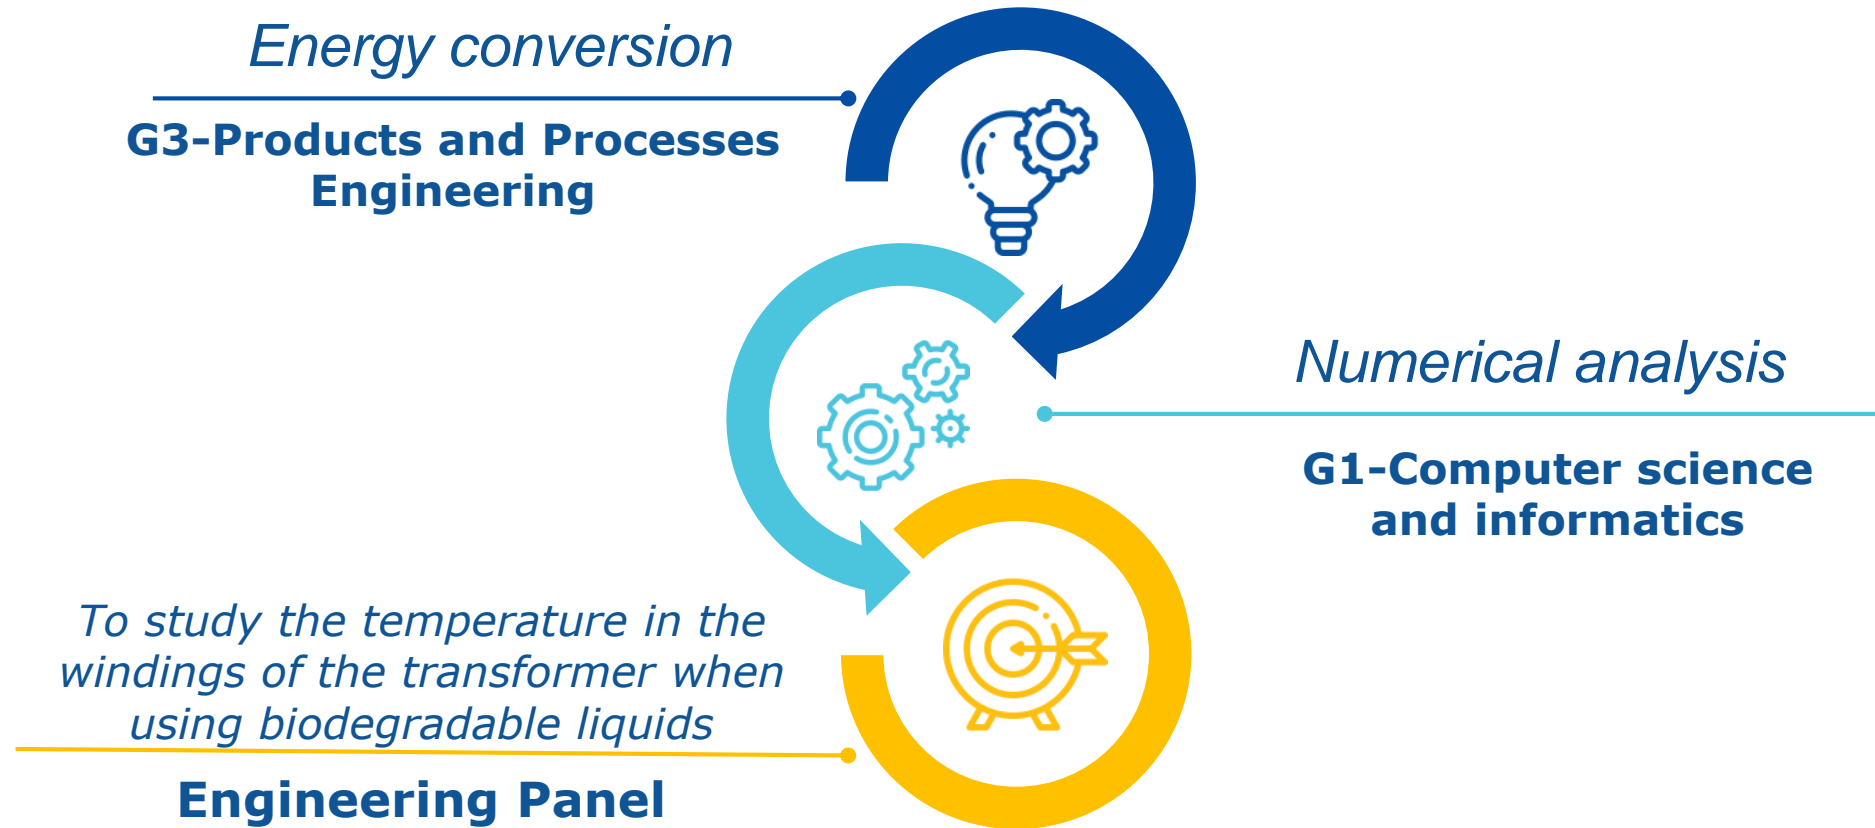 Energy conversion
G3-Products and Processes
Engineering
Numerical analysis
G1-Computer science
and informatics
To study the temperature in the
windings of the transformer when
using biodegradable liquids
Engineering Panel